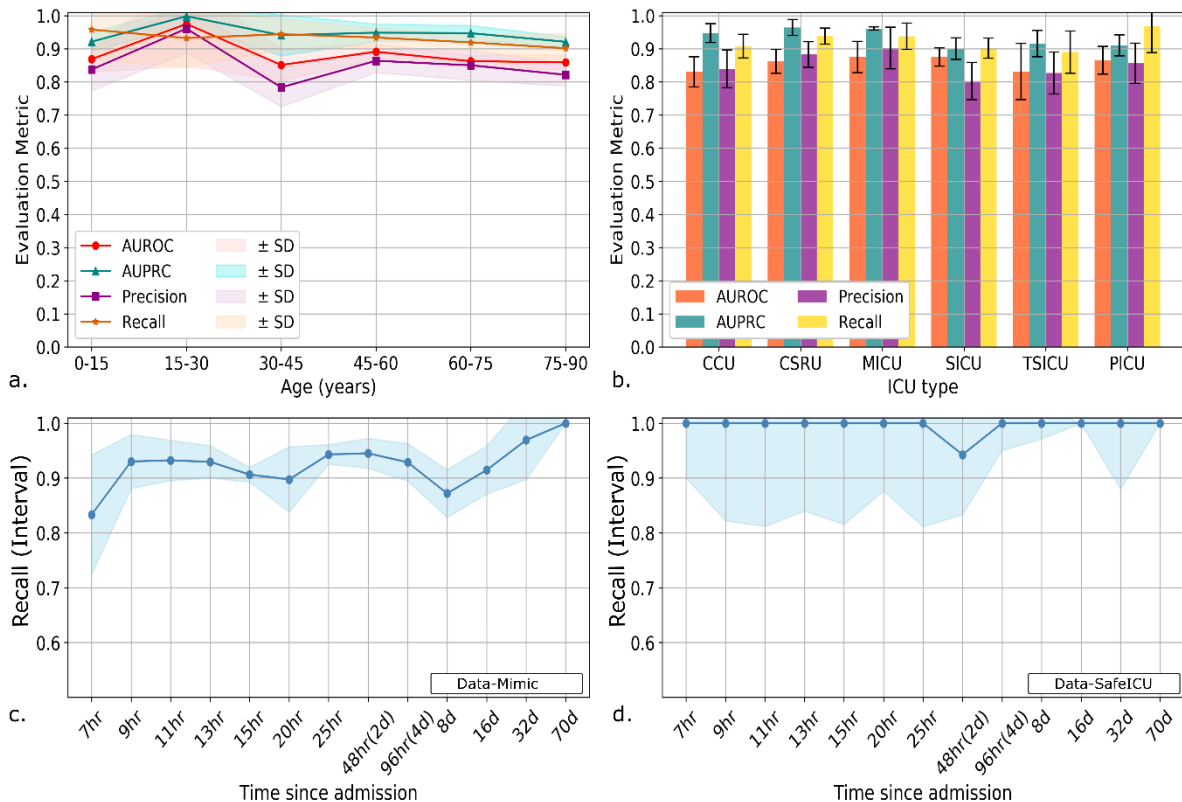 Evaluation Metric
1.0
0.9
0.8
0.7
0.6
0.5
0.4
0.3
0.2
0.1
0.0
AUROC ± SD
AUPRC ± SD
Precision ± SD
Recall ± SD
0-15 15-30 30-45 45-60 60-75 75-90
a. Age (years)
Evaluation Metric
1.0
0.9
0.8
0.7
0.6
0.5
0.4
0.3
0.2
0.1
0.0
AUROC Precision
AUPRC Recall
CCU CSRU MICU SICU TSICU PICU
b. ICU type
Recall (Interval)
1.0
0.9
0.8
0.7
0.6
Data-Mimic
c.
7hr 9hr 11hr 13hr 15hr 20hr 25hr 48hr(2d) 96hr(4d) 8d 16d 32d 70d
Time since admission
Recall (Interval)
1.0
0.9
0.8
0.7
0.6
Data-SafeICU
d.
7hr 9hr 11hr 13hr 15hr 20hr 25hr 48hr(2d) 96hr(4d) 8d 16d 32d 70d
Time since admission